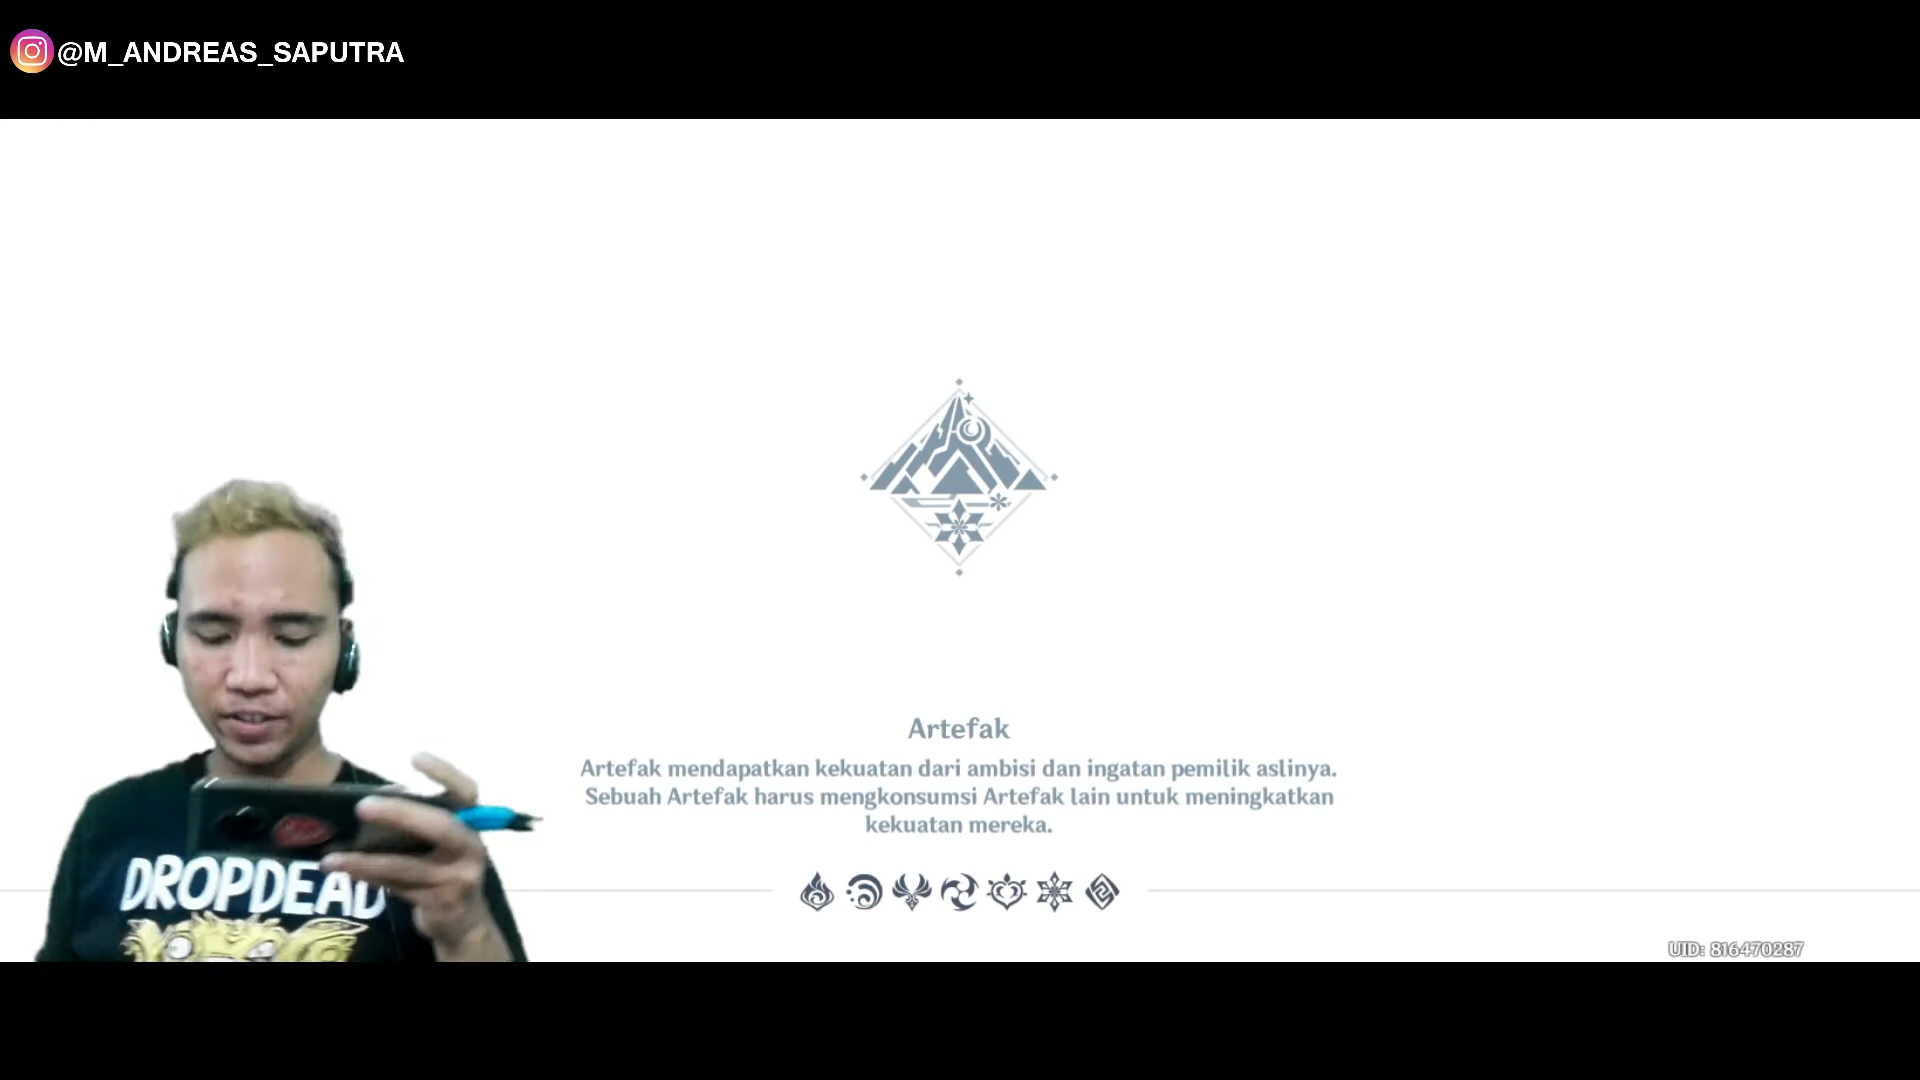 @M_ANDREAS_SAPUTRA
Artefak
Artefak mendapatkan kekuatan dari ambisi dan ingatan pemilik aslinya.
Sebuah Artefak harus mengkonsumsi Artefak lain untuk meningkatkan
kekuatan mereka.
DROPDEAD
UID: 816470287